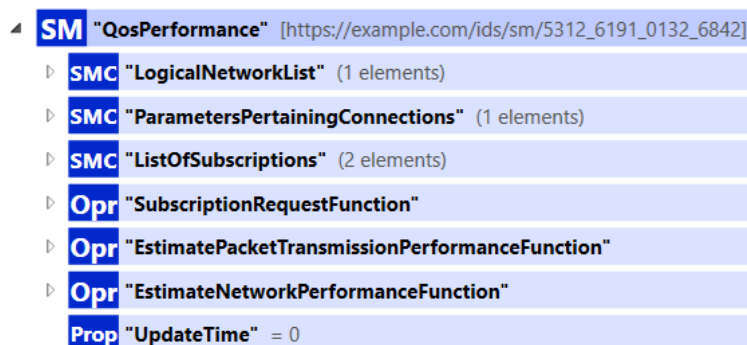 SM "QosPerformance" [https://example.com/ids/sm/5312_6191_0132_6842]
SMC "LogicalNetworkList" (1 elements)
SMC "ParametersPertainingConnections" (1 elements)
SMC "ListOfSubscriptions" (2 elements)
Opr "SubscriptionRequestFunction"
Opr "EstimatePacketTransmissionPerformanceFunction"
Opr "EstimateNetworkPerformanceFunction"
Prop "UpdateTime" = 0